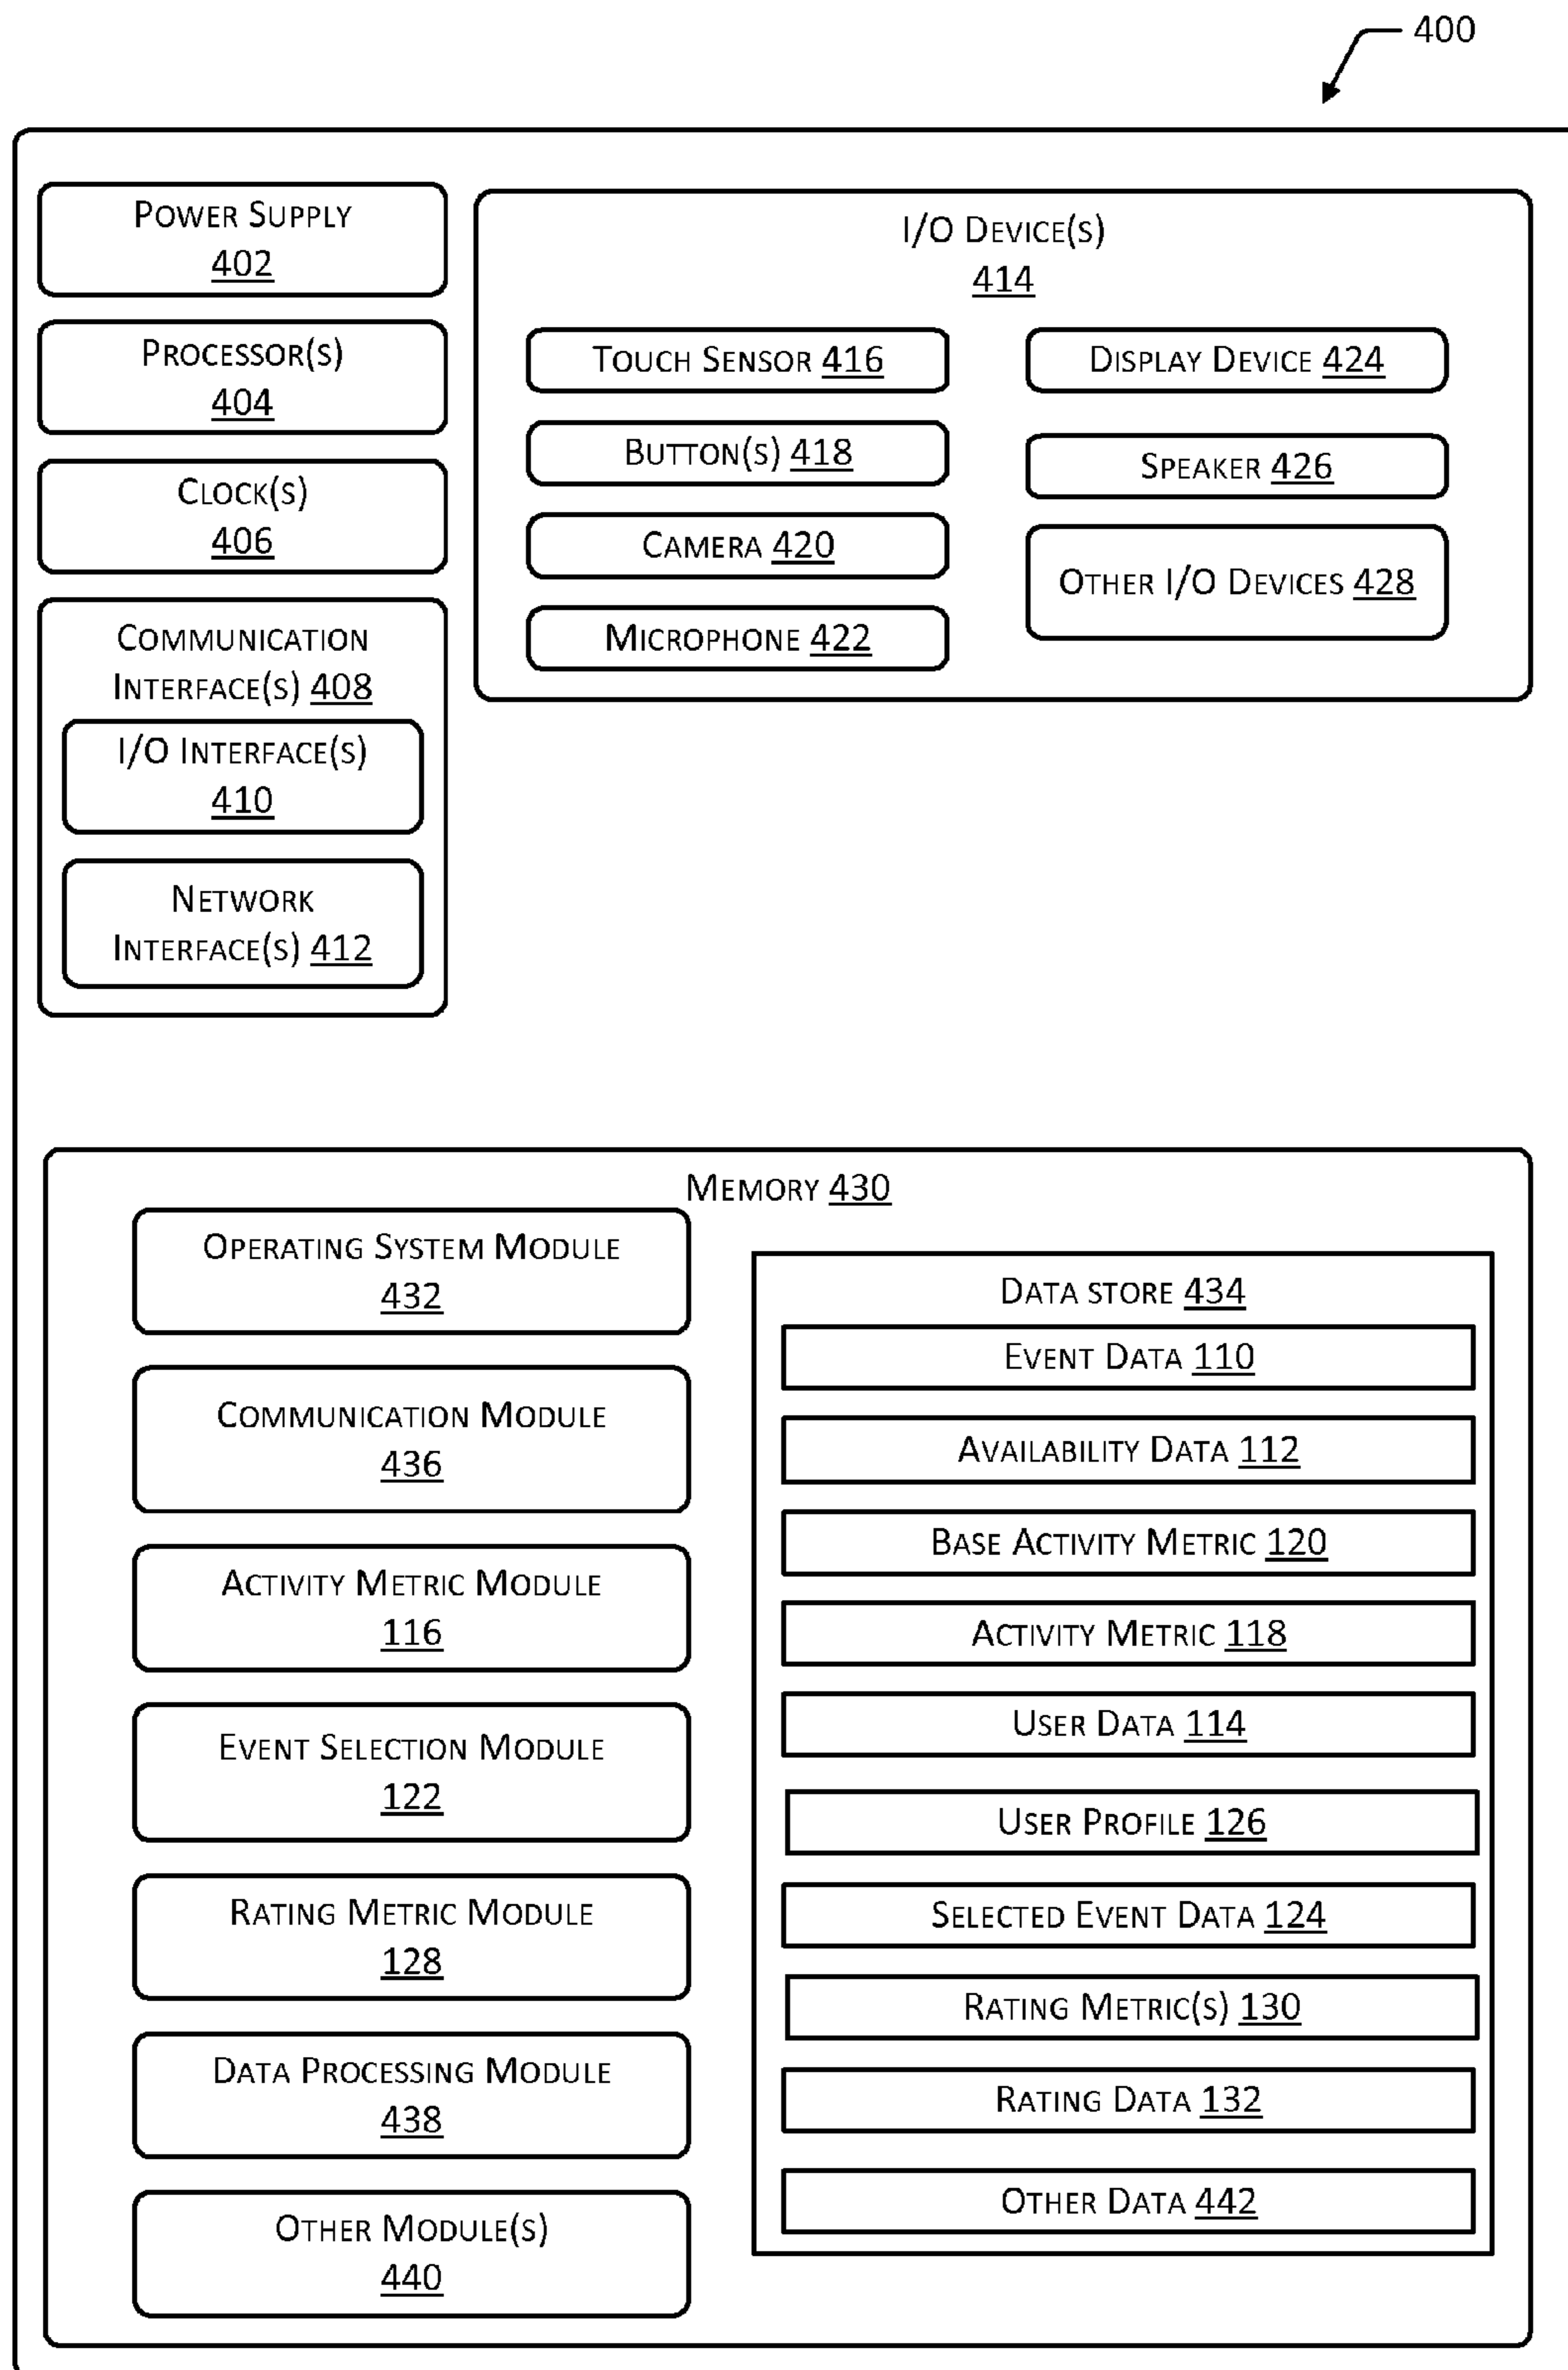 400
POWER SUPPLY
402
PROCESSOR(S)
404
CLOCK(S)
406
COMMUNICATION
INTERFACE(S) 408
I/O INTERFACE(S)
410
NETWORK
INTERFACE(S) 412
I/O DEVICE(S)
414
TOUCH SENSOR 416
BUTTON(S) 418
CAMERA 420
MICROPHONE 422
DISPLAY DEVICE 424
SPEAKER 426
OTHER I/O DEVICES 428
MEMORY 430
OPERATING SYSTEM MODULE
432
COMMUNICATION MODULE
436
ACTIVITY METRIC MODULE
116
EVENT SELECTION MODULE
122
RATING METRIC MODULE
128
DATA PROCESSING MODULE
438
OTHER MODULE(S)
440
DATA STORE 434
EVENT DATA 110
AVAILABILITY DATA 112
BASE ACTIVITY METRIC 120
ACTIVITY METRIC 118
USER DATA 114
USER PROFILE 126
SELECTED EVENT DATA 124
RATING METRIC(S) 130
RATING DATA 132
OTHER DATA 442